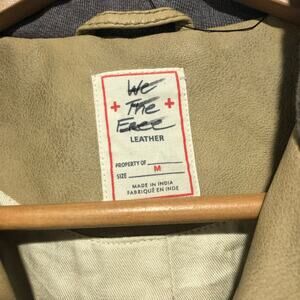 We
+ The +
Free
LEATHER
PROPERTY OF
SIZE M
MADE IN INDIA
FABRIQUÉ EN INDE